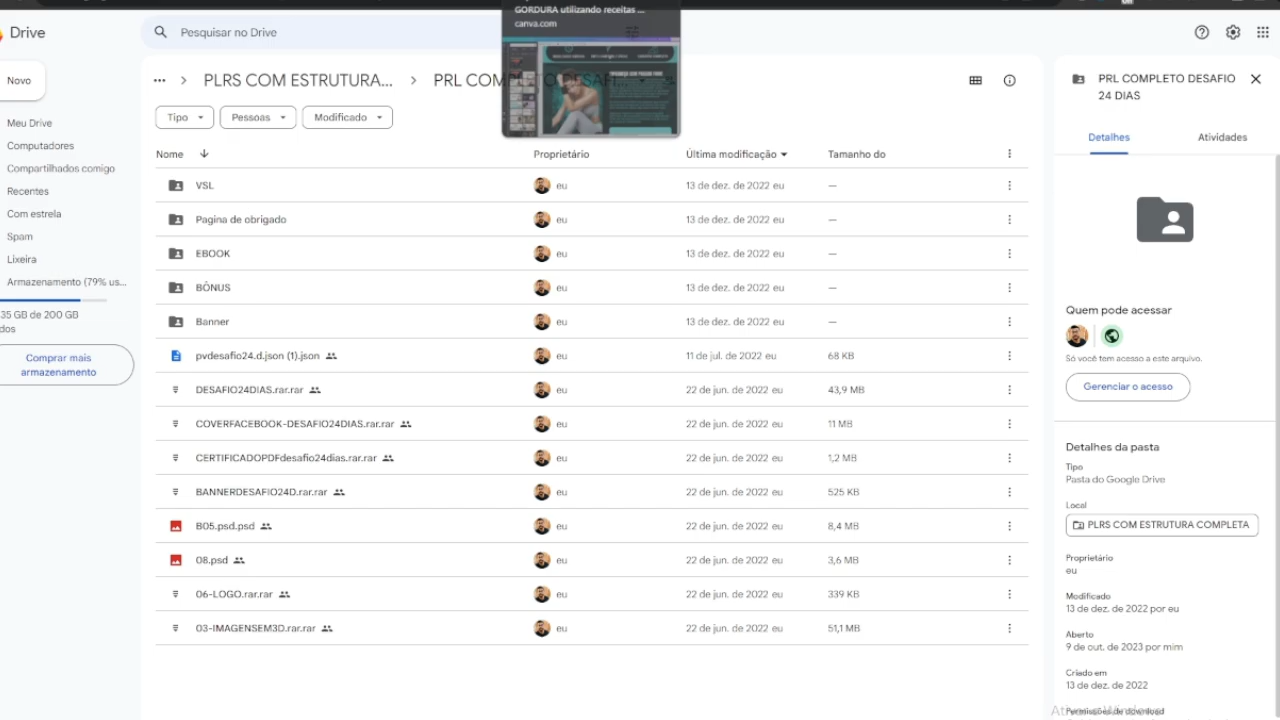 GORDURA utilizando receitas ...
canva.com
Drive
Pesquisar no Drive
Novo
Meu Drive
Computadores
Compartilhados comigo
Recentes
Com estrela
Spam
Lixeira
Armazenamento (79% us...
35 GB de 200 GB
dos
Comprar mais
armazenamento
PLRS COM ESTRUTURA...
PRL COMPLETO DESAFI...
Tipo
Pessoas
Modificado
Nome
Proprietário
Última modificação
Tamanho do
VSL eu 13 de dez. de 2022 eu —
Pagina de obrigado eu 13 de dez. de 2022 eu —
EBOOK eu 13 de dez. de 2022 eu —
BÔNUS eu 13 de dez. de 2022 eu —
Banner eu 13 de dez. de 2022 eu —
pvdesafio24.d.json (1).json eu 11 de jul. de 2022 eu 68 KB
DESAFIO24DIAS.rar.rar eu 22 de jun. de 2022 eu 43,9 MB
COVERFACEBOOK-DESAFIO24DIAS.rar.rar eu 22 de jun. de 2022 eu 11 MB
CERTIFICADOPDFdesafio24dias.rar.rar eu 22 de jun. de 2022 eu 1,2 MB
BANNERDESAFIO24D.rar.rar eu 22 de jun. de 2022 eu 525 KB
B05.psd.psd eu 22 de jun. de 2022 eu 8,4 MB
08.psd eu 22 de jun. de 2022 eu 3,6 MB
06-LOGO.rar.rar eu 22 de jun. de 2022 eu 339 KB
03-IMAGENSEM3D.rar.rar eu 22 de jun. de 2022 eu 51,1 MB
PRL COMPLETO DESAFIO
24 DIAS
Detalhes
Atividades
Quem pode acessar
Só você tem acesso a este arquivo.
Gerenciar o acesso
Detalhes da pasta
Tipo
Pasta do Google Drive
Local
PLRS COM ESTRUTURA COMPLETA
Proprietário
eu
Modificado
13 de dez. de 2022 por eu
Aberto
9 de out. de 2023 por mim
Criado em
13 de dez. de 2022
Permissões de download